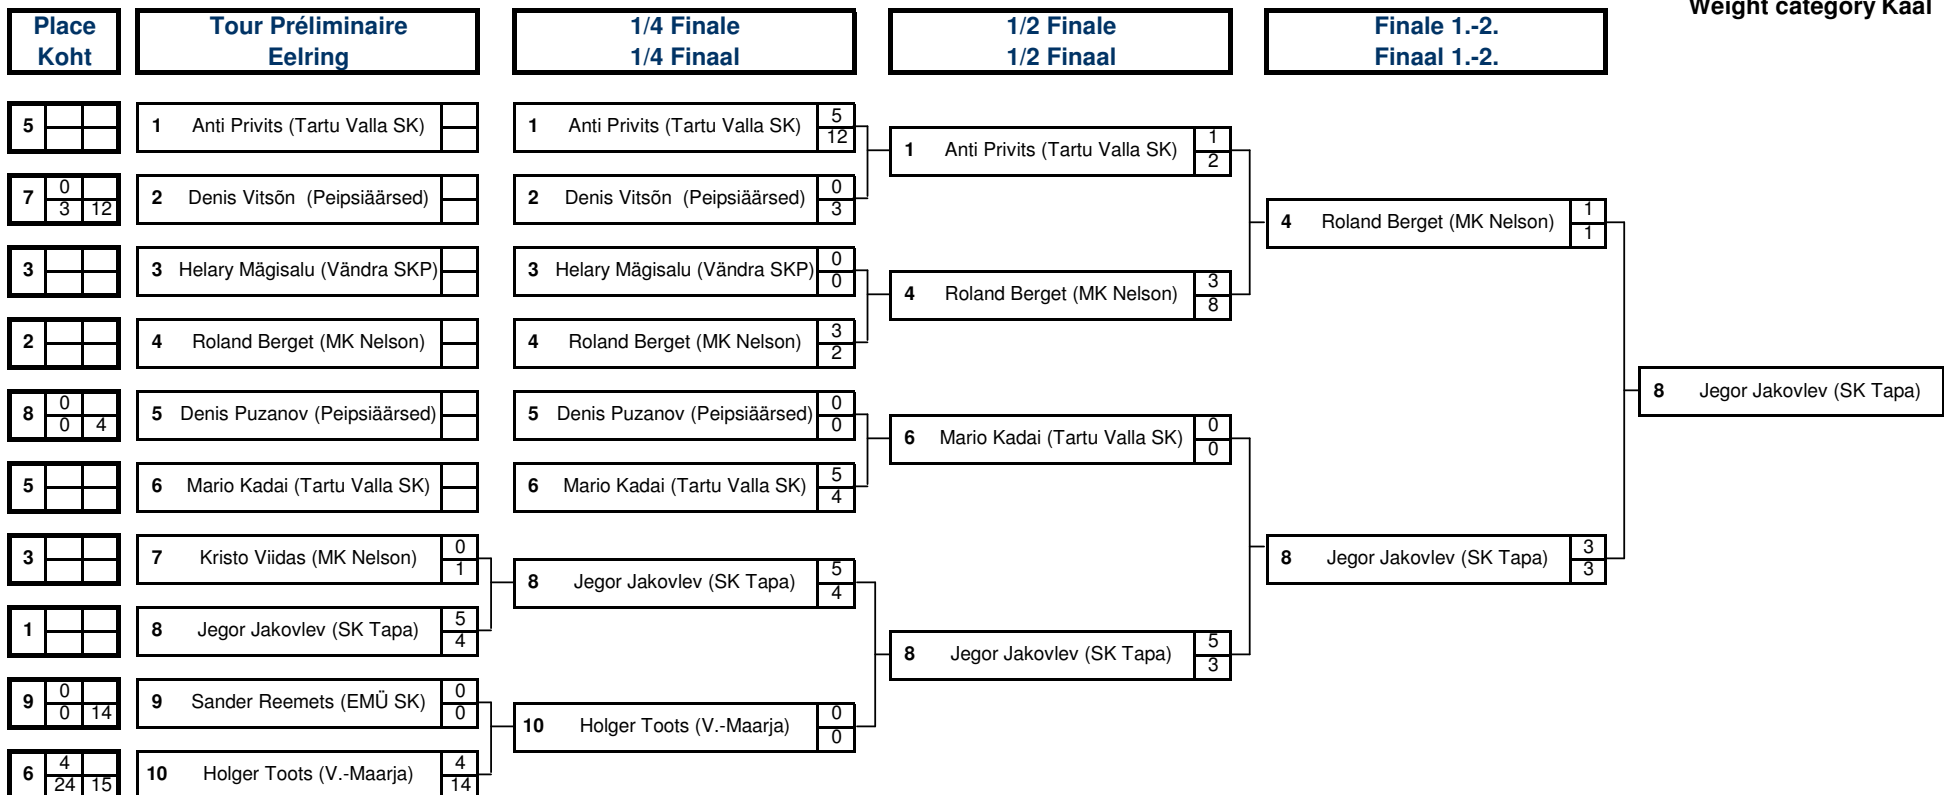 Weight category Kaal
Place
Koht
Tour Préliminaire
Eelring
1/4 Finale
1/4 Finaal
1/2 Finale
1/2 Finaal
Finale 1.-2.
Finaal 1.-2.
5
1 Anti Privits (Tartu Valla SK)
7 0 3 12
2 Denis Vitsõn (Peipsiäärsed)
3
3 Helary Mägisalu (Vändra SKP)
2
4 Roland Berget (MK Nelson)
8 0 0 4
5 Denis Puzanov (Peipsiäärsed)
5
6 Mario Kadai (Tartu Valla SK)
3
7 Kristo Viidas (MK Nelson) 0 1
1
8 Jegor Jakovlev (SK Tapa) 5 4
9 0 0 14
9 Sander Reemets (EMÜ SK) 0 0
6 4 24 15
10 Holger Toots (V.-Maarja) 4 14
1 Anti Privits (Tartu Valla SK) 5 12
2 Denis Vitsõn (Peipsiäärsed) 0 3
3 Helary Mägisalu (Vändra SKP) 0 0
4 Roland Berget (MK Nelson) 3 2
5 Denis Puzanov (Peipsiäärsed) 0 0
6 Mario Kadai (Tartu Valla SK) 5 4
8 Jegor Jakovlev (SK Tapa) 5 4
10 Holger Toots (V.-Maarja) 0 0
1 Anti Privits (Tartu Valla SK) 1 2
4 Roland Berget (MK Nelson) 3 8
6 Mario Kadai (Tartu Valla SK) 0 0
8 Jegor Jakovlev (SK Tapa) 5 3
4 Roland Berget (MK Nelson) 1 1
8 Jegor Jakovlev (SK Tapa) 3 3
8 Jegor Jakovlev (SK Tapa)